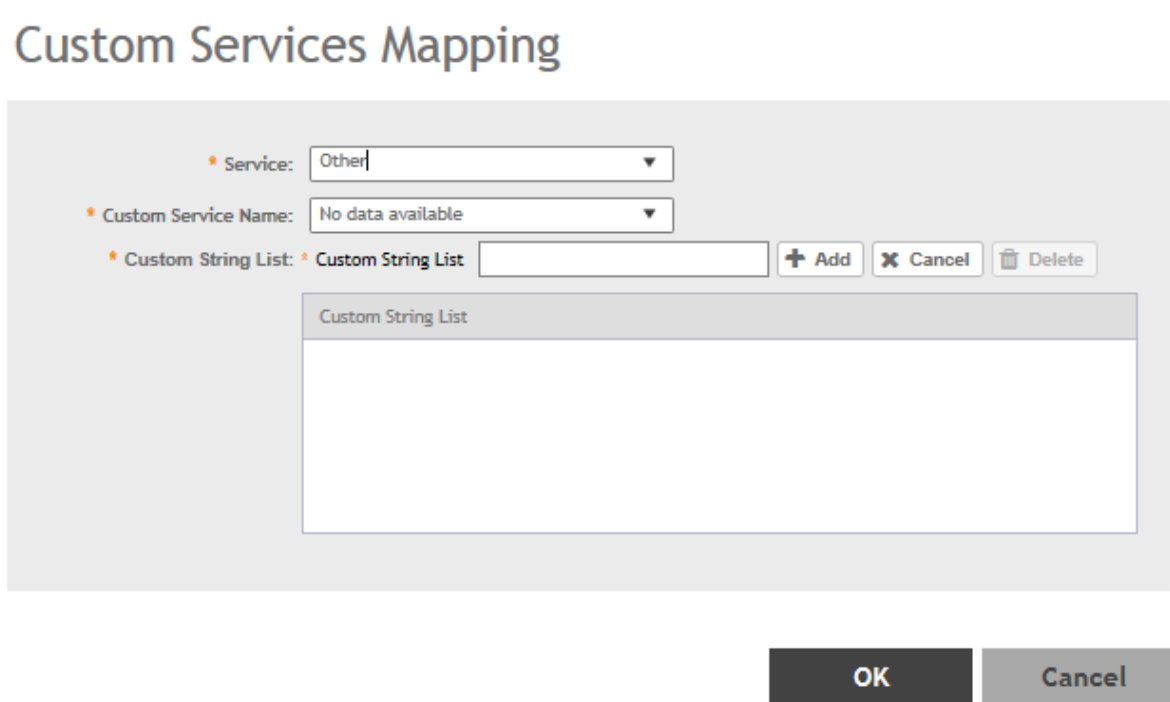 Custom Services Mapping
* Service: Other
* Custom Service Name: No data available
* Custom String List: * Custom String List + Add x Cancel Delete
Custom String List
OK Cancel